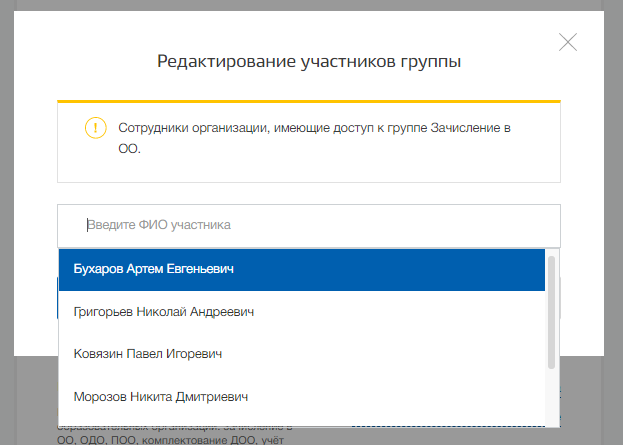 Редактирование участников группы
Сотрудники организации, имеющие доступ к группе Зачисление в
ОО.
Введите ФИО участника
Бухаров Артем Евгеньевич
Григорьев Николай Андреевич
Ковязин Павел Игоревич
Морозов Никита Дмитриевич
образовательных организаций: зачисление в
ОО, ОДО, ПОО, комплектование ДОО, учёт